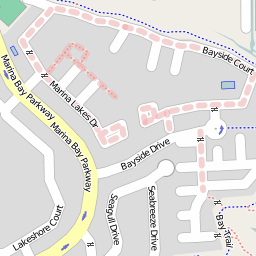 Bayside Court
Marina Lakes Dr
Marina Bay Parkway
Marina Bay Parkway
Bayside Drive
Bay Trail
Seagull Drive
Seabreeze Drive
Lakeshore Court